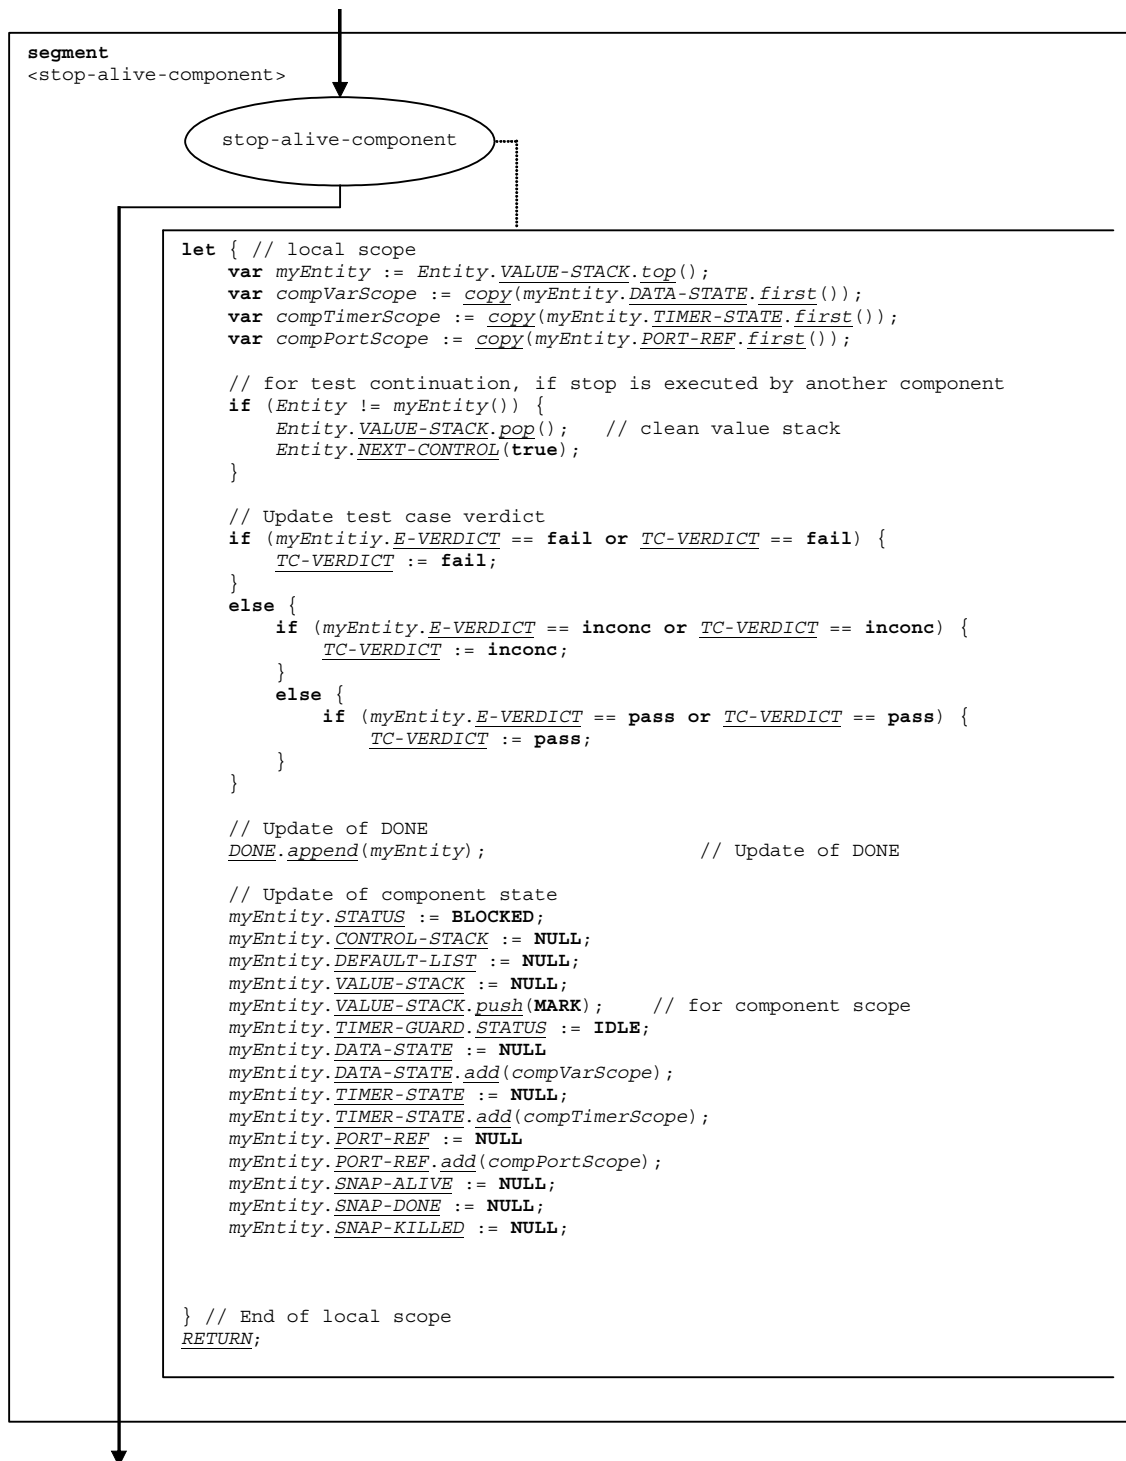 segment
<stop-alive-component>
stop-alive-component
let { // local scope
    var myEntity := Entity.VALUE-STACK.top();
    var compVarScope := copy(myEntity.DATA-STATE.first());
    var compTimerScope := copy(myEntity.TIMER-STATE.first());
    var compPortScope := copy(myEntity.PORT-REF.first());
    // for test continuation, if stop is executed by another component
    if (Entity != myEntity()) {
        Entity.VALUE-STACK.pop();   // clean value stack
        Entity.NEXT-CONTROL(true);
    }
    // Update test case verdict
    if (myEntitiy.E-VERDICT == fail or TC-VERDICT == fail) {
        TC-VERDICT := fail;
    }
    else {
        if (myEntity.E-VERDICT == inconc or TC-VERDICT == inconc) {
            TC-VERDICT := inconc;
        }
        else {
            if (myEntity.E-VERDICT == pass or TC-VERDICT == pass) {
                TC-VERDICT := pass;
        }
    }
    // Update of DONE
    DONE.append(myEntity);                  // Update of DONE
    // Update of component state
    myEntity.STATUS := BLOCKED;
    myEntity.CONTROL-STACK := NULL;
    myEntity.DEFAULT-LIST := NULL;
    myEntity.VALUE-STACK := NULL;
    myEntity.VALUE-STACK.push(MARK);    // for component scope
    myEntity.TIMER-GUARD.STATUS := IDLE;
    myEntity.DATA-STATE := NULL
    myEntity.DATA-STATE.add(compVarScope);
    myEntity.TIMER-STATE := NULL;
    myEntity.TIMER-STATE.add(compTimerScope);
    myEntity.PORT-REF := NULL
    myEntity.PORT-REF.add(compPortScope);
    myEntity.SNAP-ALIVE := NULL;
    myEntity.SNAP-DONE := NULL;
    myEntity.SNAP-KILLED := NULL;
} // End of local scope
RETURN;